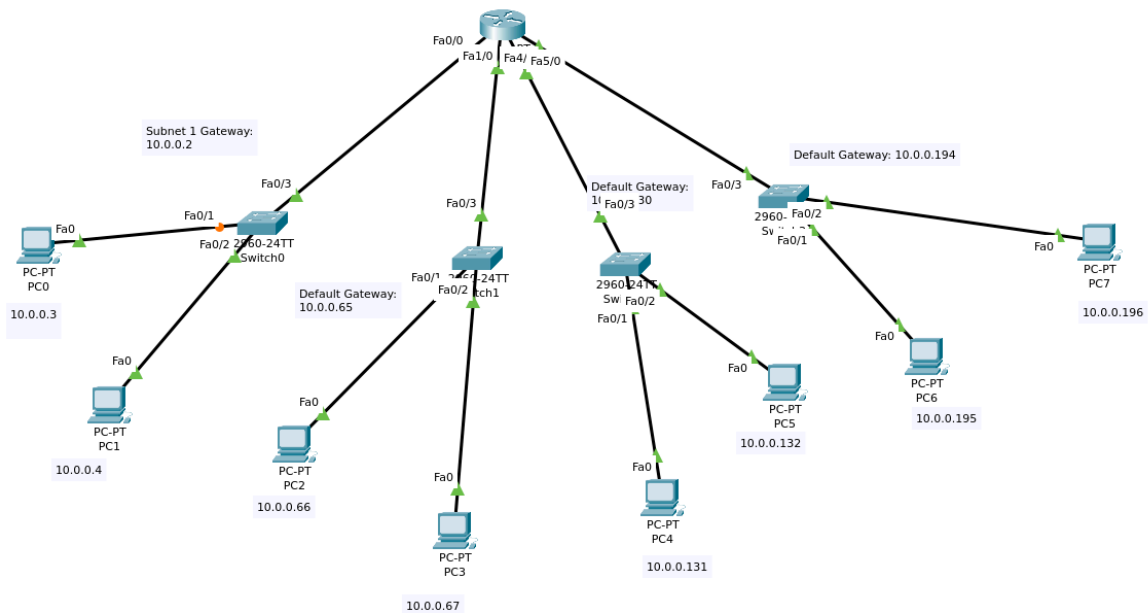 Fa0/0
Fa1/0
Fa4/
Fa5/0
Subnet 1 Gateway:
10.0.0.2
Default Gateway: 10.0.0.194
Fa0/3
Fa0/3
Default Gateway:
30
Fa0/3
Fa0/3
Fa0/1
Fa0/2
2960-24TT
Switch0
Fa0
PC-PT
PC0
10.0.0.3
2960-
Fa0/2
Fa0/1
Fa0
PC-PT
PC7
10.0.0.196
Fa0/1
Fa0/2
Default Gateway:
10.0.0.65
2960-24TT
Fa0/2
Fa0/1
Fa0
PC-PT
PC1
10.0.0.4
Fa0
PC-PT
PC2
10.0.0.66
Fa0
PC-PT
PC3
10.0.0.67
Fa0
PC-PT
PC4
10.0.0.131
Fa0
PC-PT
PC5
10.0.0.132
Fa0
PC-PT
PC6
10.0.0.195